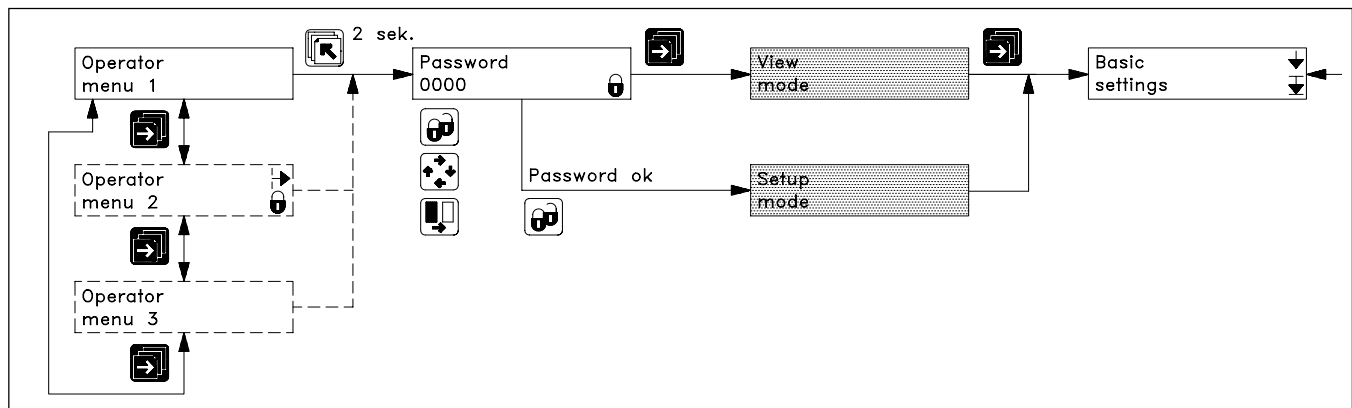 2 sek.
Operator
menu 1
Password
0000
View
mode
Basic
settings
Operator
menu 2
Password ok
Setup
mode
Operator
menu 3